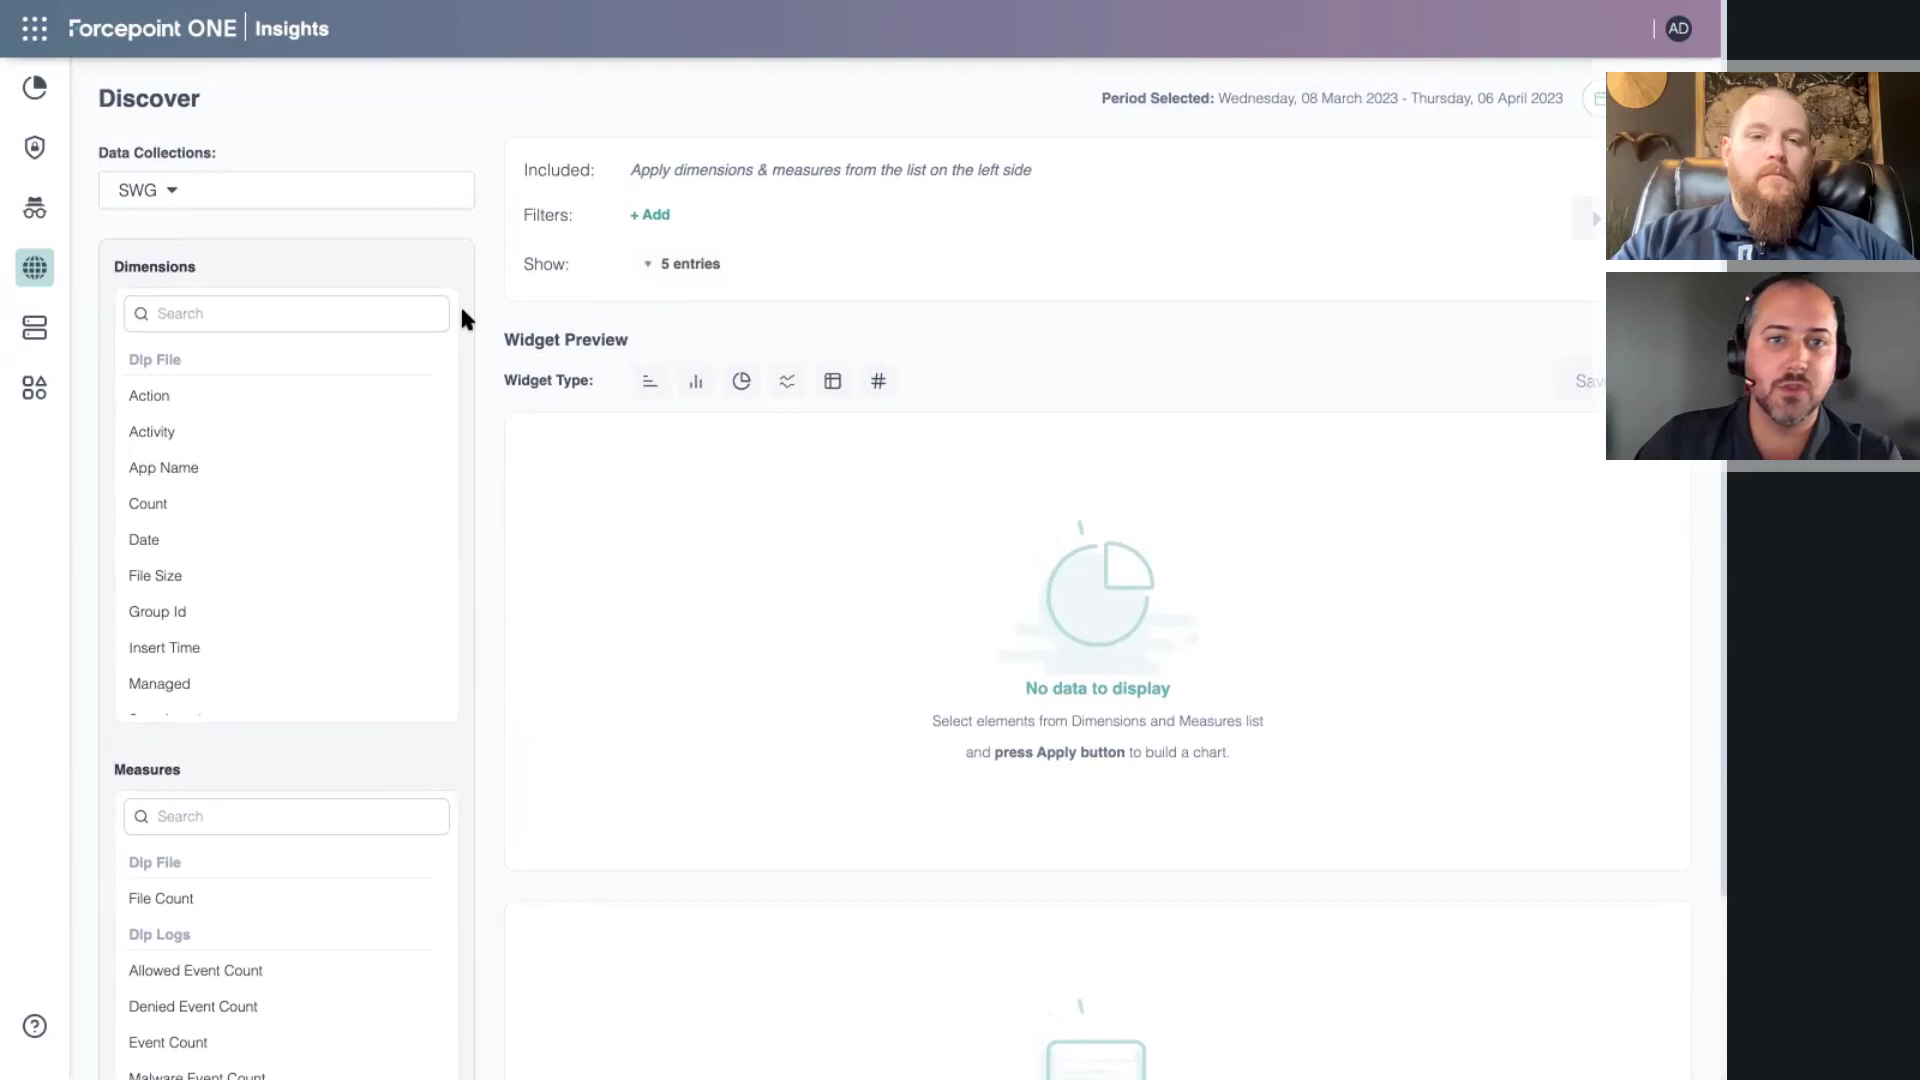 Forcepoint ONE | Insights
AD
Discover
Period Selected: Wednesday, 08 March 2023 - Thursday, 06 April 2023
Data Collections:
SWG
Included: Apply dimensions & measures from the list on the left side
Filters: + Add
Show: 5 entries
Dimensions
Search
Dlp File
Action
Activity
App Name
Count
Date
File Size
Group Id
Insert Time
Managed
Widget Preview
Widget Type:
No data to display
Select elements from Dimensions and Measures list
and press Apply button to build a chart.
Measures
Search
Dlp File
File Count
Dlp Logs
Allowed Event Count
Denied Event Count
Event Count
Malware Event Count